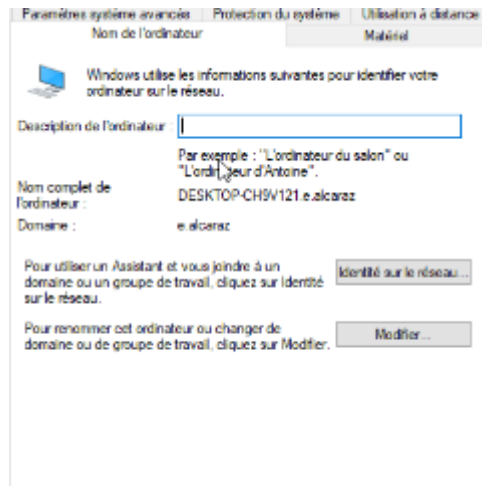 Paramètres système avancés
Protection du système
Utilisation à distance
Nom de l'ordinateur
Matériel
Windows utilise les informations suivantes pour identifier votre
ordinateur sur le réseau.
Description de l'ordinateur :
Par exemple : "L'ordinateur du salon" ou
"L'ordinateur d'Antoine".
Nom complet de
l'ordinateur :
DESKTOP-CH9V121.e.alcaraz
Domaine :
e.alcaraz
Pour utiliser un Assistant et vous joindre à un
domaine ou un groupe de travail, cliquez sur Identité
sur le réseau.
Identité sur le réseau...
Pour renommer cet ordinateur ou changer de
domaine ou de groupe de travail, cliquez sur Modifier.
Modifier...